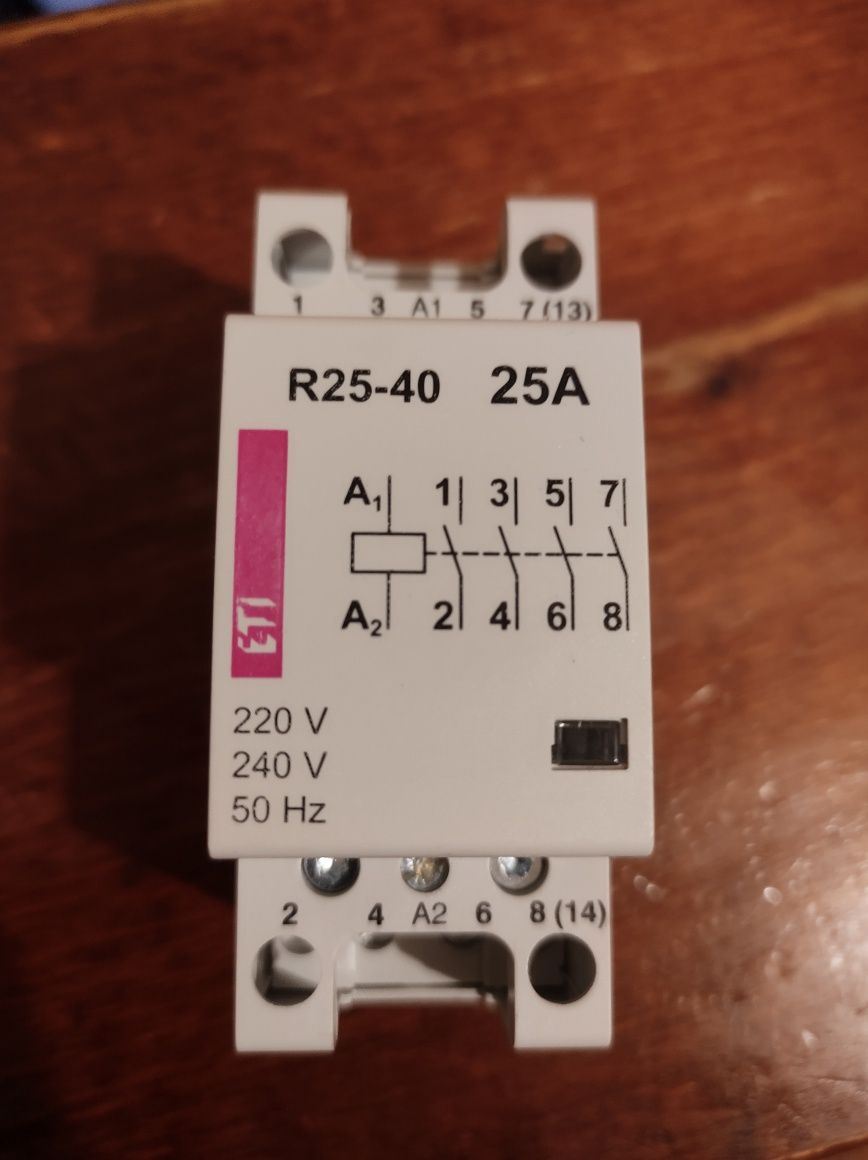 1 3 A1 5 7 (13)
R25-40 25A
A1 1 3 5 7
A2 2 4 6 8
ETI
220 V
240 V
50 Hz
2 4 A2 6 8 (14)